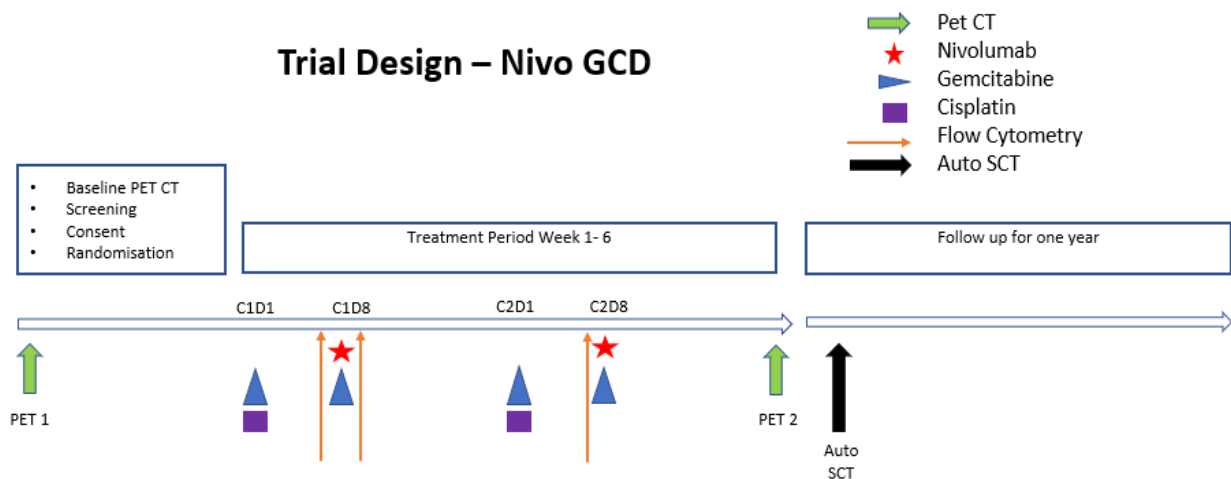 Trial Design – Nivo GCD
Pet CT
Nivolumab
Gemcitabine
Cisplatin
Flow Cytometry
Auto SCT
• Baseline PET CT
• Screening
• Consent
• Randomisation
Treatment Period Week 1- 6
Follow up for one year
C1D1
C1D8
C2D1
C2D8
PET 1
PET 2
Auto
SCT